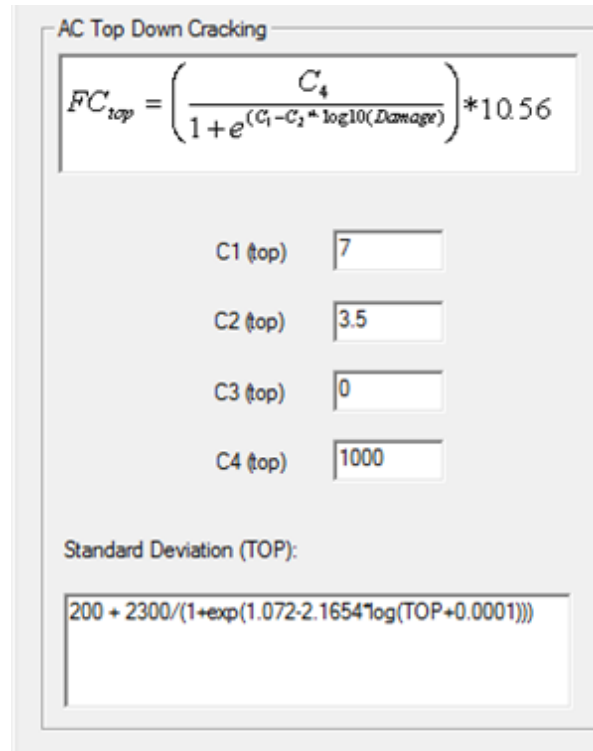 AC Top Down Cracking
FC_top = ( C_4 / 1+e^(C_1-C_2*log10(Damage)) ) *10.56
C1 (top) 7
C2 (top) 3.5
C3 (top) 0
C4 (top) 1000
Standard Deviation (TOP):
200 + 2300/(1+exp(1.072-2.1654*log(TOP+0.0001)))